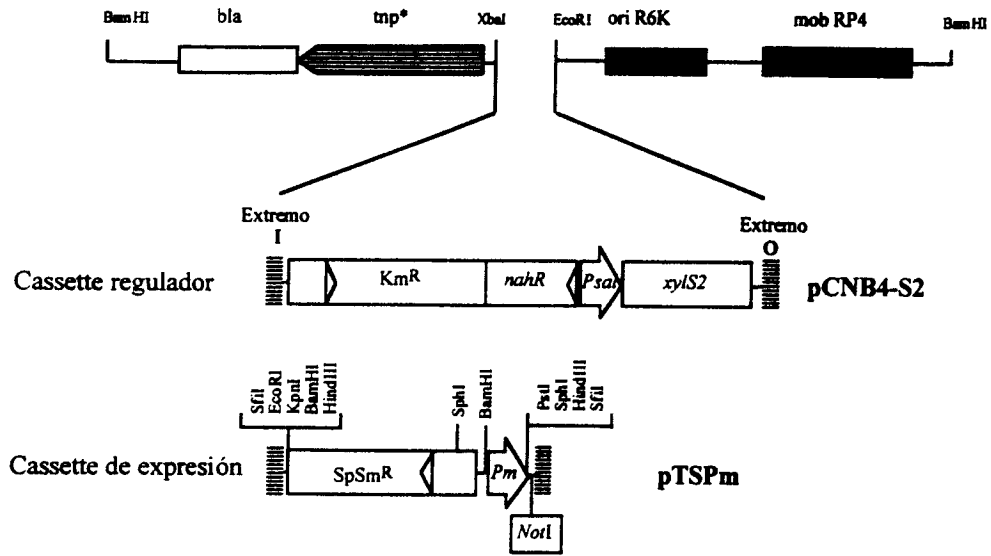 BamHI
bla
tnp*
XbaI
EcoRI
ori R6K
mob RP4
BamHI
Extremo
I
Extremo
O
Cassette regulador
KmR
nahR
Psal
xylS2
pCNB4-S2
SfiI
EcoRI
KpnI
BamHI
HindIII
SphI
BamHI
PstI
SphI
HindIII
SfiI
Cassette de expresión
SpSmR
Pm
pTSPm
NotI